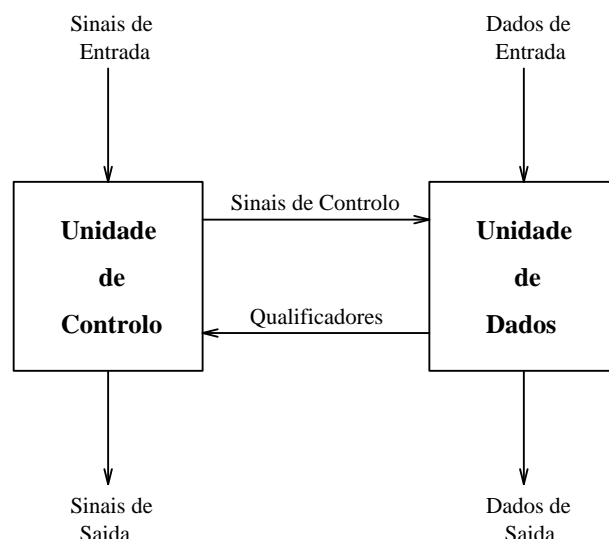 Sinais de
Entrada
Dados de
Entrada
Sinais de Controlo
Unidade
de
Controlo
Unidade
de
Dados
Qualificadores
Sinais de
Saida
Dados de
Saida